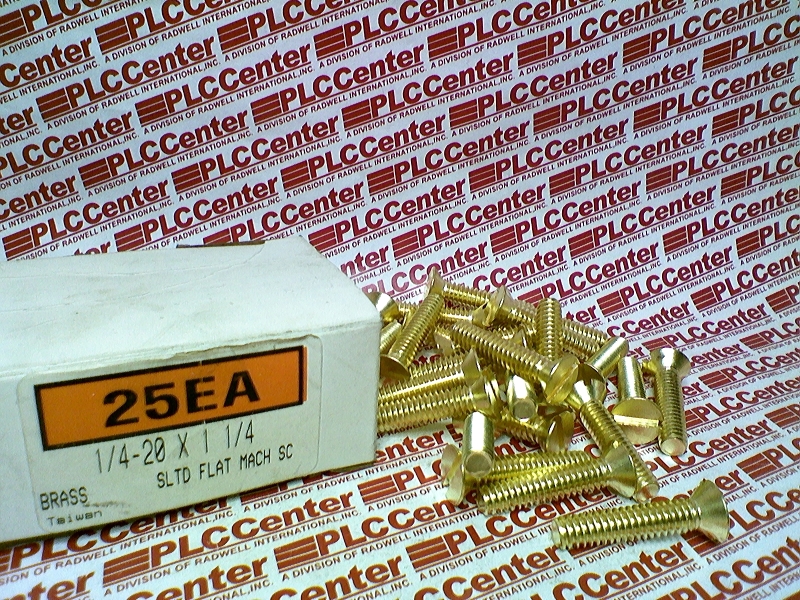 PLCCenter
A DIVISION OF RADWELL INTERNATIONAL, INC.
25EA
1/4-20 X 1 1/4
SLTD FLAT MACH SC
BRASS
Taiwan